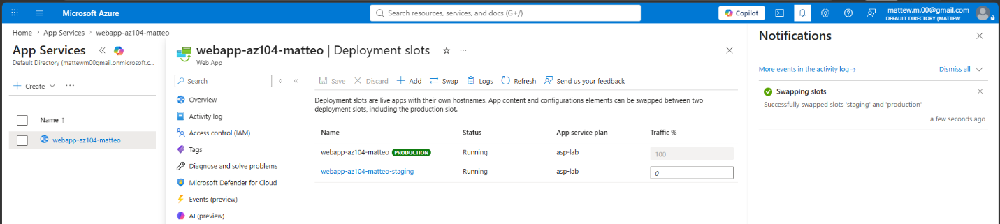 Microsoft Azure
Search resources, services, and docs (G+/)
Copilot
mattew.m.00@gmail.com
DEFAULT DIRECTORY (MATTEW...
Home > App Services > webapp-az104-matteo
App Services
Default Directory (mattewm00gmail.onmicrosoft.c...
Create
Name ↑
webapp-az104-matteo
webapp-az104-matteo | Deployment slots
Web App
Search
Overview
Activity log
Access control (IAM)
Tags
Diagnose and solve problems
Microsoft Defender for Cloud
Events (preview)
AI (preview)
Save Discard Add Swap Logs Refresh Send us your feedback
Deployment slots are live apps with their own hostnames. App content and configurations elements can be swapped between two
deployment slots, including the production slot.
Name Status App service plan Traffic %
webapp-az104-matteo PRODUCTION Running asp-lab 100
webapp-az104-matteo-staging Running asp-lab 0
Notifications
More events in the activity log → Dismiss all
Swapping slots
Successfully swapped slots 'staging' and 'production'
a few seconds ago